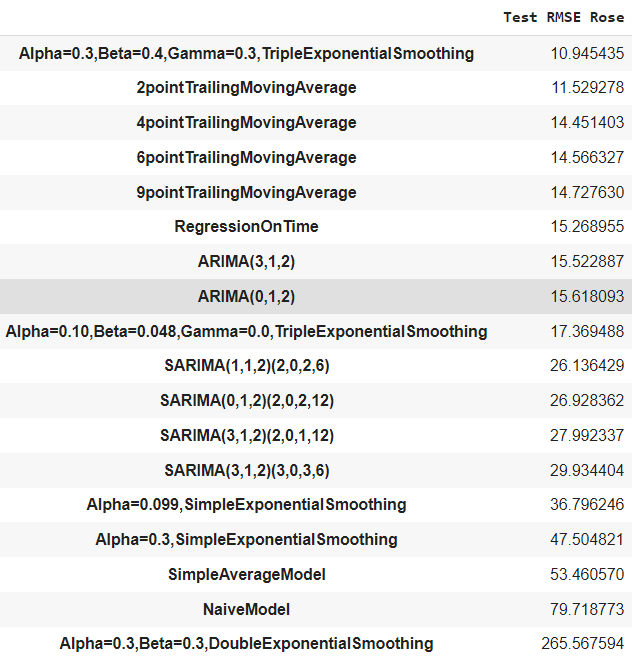 Test RMSE Rose
Alpha=0.3,Beta=0.4,Gamma=0.3,TripleExponentialSmoothing 10.945435
2pointTrailingMovingAverage 11.529278
4pointTrailingMovingAverage 14.451403
6pointTrailingMovingAverage 14.566327
9pointTrailingMovingAverage 14.727630
RegressionOnTime 15.268955
ARIMA(3,1,2) 15.522887
ARIMA(0,1,2) 15.618093
Alpha=0.10,Beta=0.048,Gamma=0.0,TripleExponentialSmoothing 17.369488
SARIMA(1,1,2)(2,0,2,6) 26.136429
SARIMA(0,1,2)(2,0,2,12) 26.928362
SARIMA(3,1,2)(2,0,1,12) 27.992337
SARIMA(3,1,2)(3,0,3,6) 29.934404
Alpha=0.099,SimpleExponentialSmoothing 36.796246
Alpha=0.3,SimpleExponentialSmoothing 47.504821
SimpleAverageModel 53.460570
NaiveModel 79.718773
Alpha=0.3,Beta=0.3,DoubleExponentialSmoothing 265.567594